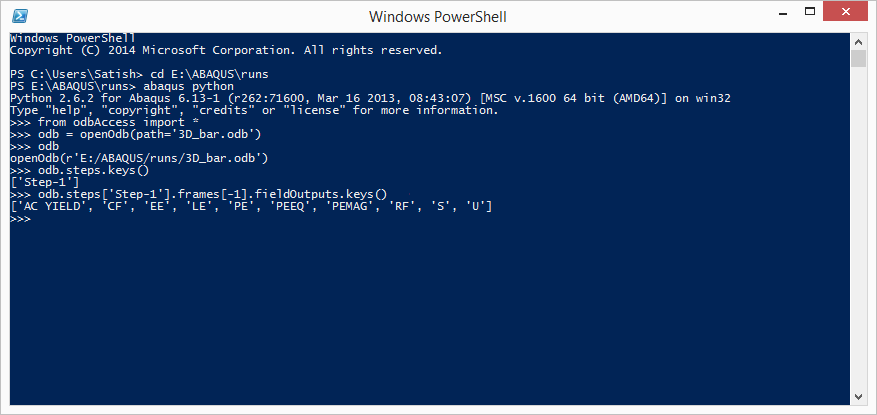 Windows PowerShell
Windows PowerShell
Copyright (C) 2014 Microsoft Corporation. All rights reserved.
PS C:\Users\Satish> cd E:\ABAQUS\runs
PS E:\ABAQUS\runs> abaqus python
Python 2.6.2 for Abaqus 6.13-1 (r262:71600, Mar 16 2013, 08:43:07) [MSC v.1600 64 bit (AMD64)] on win32
Type "help", "copyright", "credits" or "license" for more information.
>>> from odbAccess import *
>>> odb = openOdb(path='3D_bar.odb')
>>> odb
openOdb(r'E:/ABAQUS/runs/3D_bar.odb')
>>> odb.steps.keys()
['Step-1']
>>> odb.steps['Step-1'].frames[-1].fieldOutputs.keys()
['AC YIELD', 'CF', 'EE', 'LE', 'PE', 'PEEQ', 'PEMAG', 'RF', 'S', 'U']
>>>